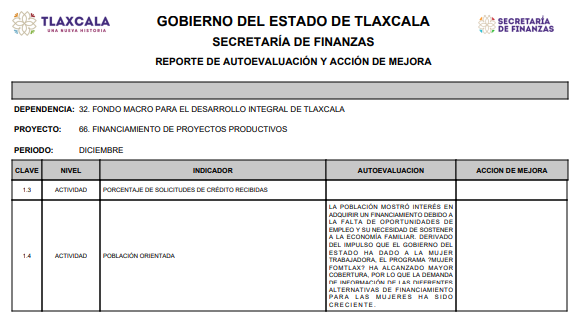 TLAXCALA
UNA NUEVA HISTORIA
GOBIERNO DEL ESTADO DE TLAXCALA
SECRETARÍA DE FINANZAS
SECRETARÍA
DE FINANZAS
REPORTE DE AUTOEVALUACIÓN Y ACCIÓN DE MEJORA
DEPENDENCIA: 32. FONDO MACRO PARA EL DESARROLLO INTEGRAL DE TLAXCALA
PROYECTO: 66. FINANCIAMIENTO DE PROYECTOS PRODUCTIVOS
PERIODO: DICIEMBRE
CLAVE NIVEL INDICADOR AUTOEVALUACION ACCION DE MEJORA
1.3 ACTIVIDAD PORCENTAJE DE SOLICITUDES DE CRÉDITO RECIBIDAS
1.4 ACTIVIDAD POBLACIÓN ORIENTADA
LA POBLACIÓN MOSTRÓ INTERÉS EN
ADQUIRIR UN FINANCIAMIENTO DEBIDO A
LA FALTA DE OPORTUNIDADES DE
EMPLEO Y SU NECESIDAD DE SOSTENER
A LA ECONOMÍA FAMILIAR. DERIVADO
DEL IMPULSO QUE EL GOBIERNO DEL
ESTADO HA DADO A LA MUJER
TRABAJADORA, EL PROGRAMA ?MUJER
FOMTLAX? HA ALCANZADO MAYOR
COBERTURA, POR LO QUE LA DEMANDA
DE INFORMACIÓN DE LAS DIFERENTES
ALTERNATIVAS DE FINANCIAMIENTO
PARA LAS MUJERES HA SIDO
CRECIENTE.